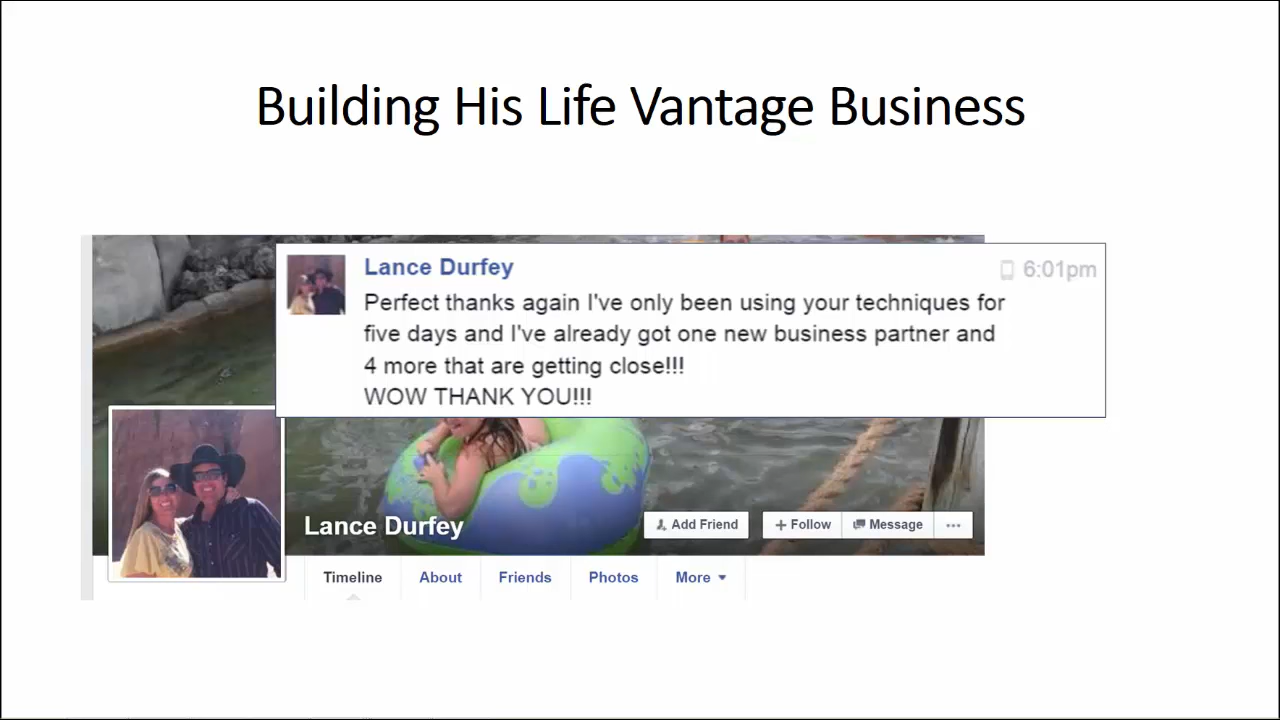 Building His Life Vantage Business
Lance Durfey
6:01pm
Perfect thanks again I've only been using your techniques for
five days and I've already got one new business partner and
4 more that are getting close!!!
WOW THANK YOU!!!
Lance Durfey
Add Friend
+ Follow
Message
...
Timeline
About
Friends
Photos
More